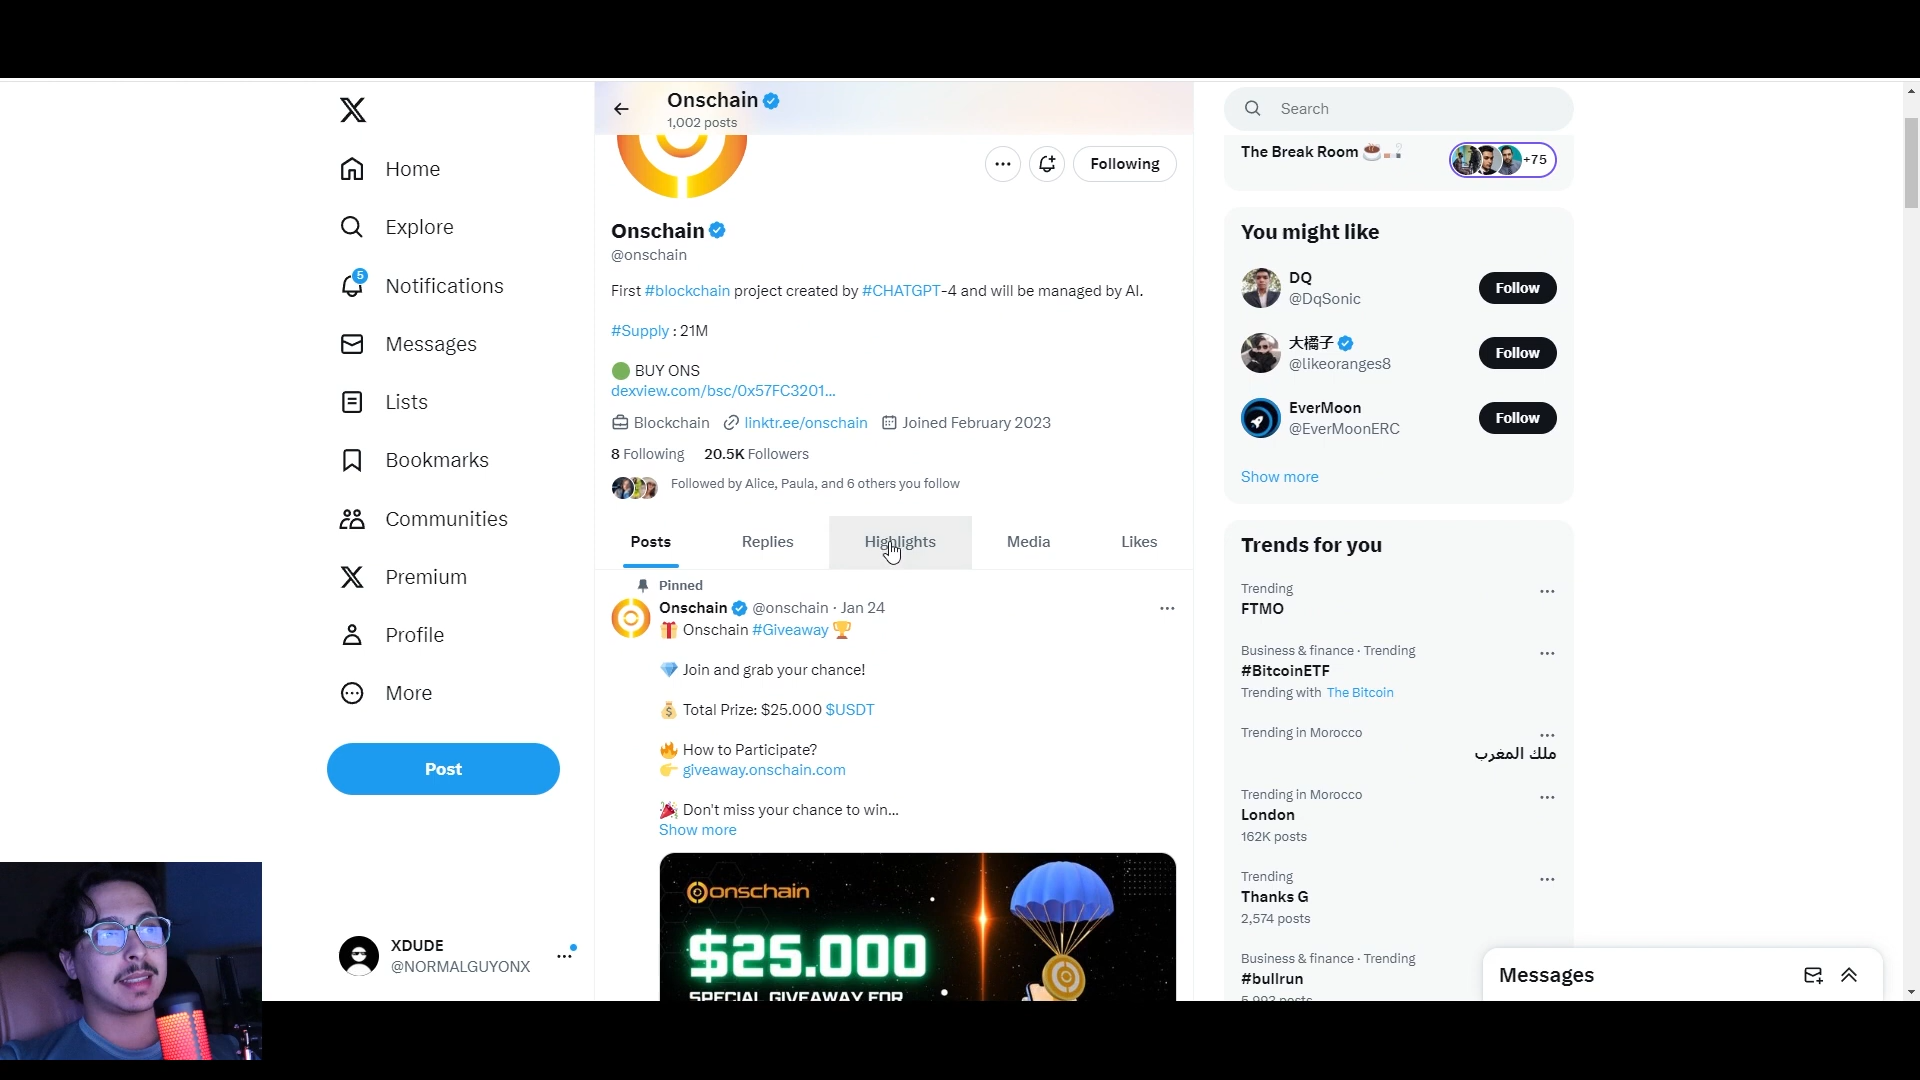 Home
Explore
5
Notifications
Messages
Lists
Bookmarks
Communities
Premium
Profile
More
Post
XDUDE
@NORMALGUYONX
Onschain
1,002 posts
Following
Onschain
@onschain
First #blockchain project created by #CHATGPT-4 and will be managed by AI.
#Supply : 21M
🟢 BUY ONS
dexview.com/bsc/0x57FC3201...
Blockchain linktr.ee/onschain Joined February 2023
8 Following 20.5K Followers
Followed by Alice, Paula, and 6 others you follow
Posts Replies Highlights Media Likes
Pinned
Onschain @onschain · Jan 24
🎁 Onschain #Giveaway 🏆
💎 Join and grab your chance!
💰 Total Prize: $25.000 $USDT
🔥 How to Participate?
👉 giveaway.onschain.com
🎉 Don't miss your chance to win...
Show more
onschain
$25.000
SPECIAL GIVEAWAY FOR
Search
The Break Room ☕🚬
+75
You might like
DQ
@DqSonic
Follow
大橘子
@likeoranges8
Follow
EverMoon
@EverMoonERC
Follow
Show more
Trends for you
Trending
FTMO
Business & finance · Trending
#BitcoinETF
Trending with The Bitcoin
Trending in Morocco
ملك المغرب
Trending in Morocco
London
162K posts
Trending
Thanks G
2,574 posts
Business & finance · Trending
#bullrun
5,992 posts
Messages